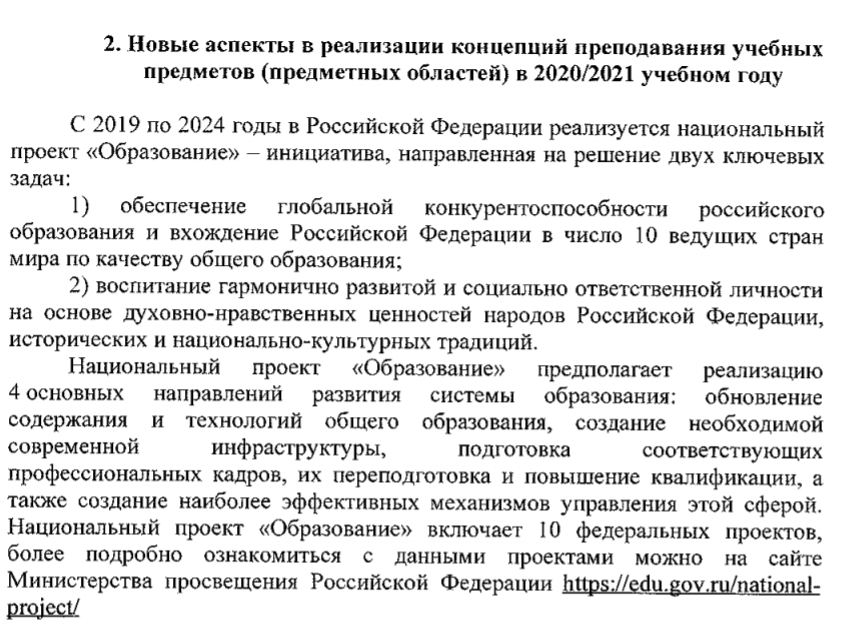 2. Новые аспекты в реализации концепций преподавания учебных
предметов (предметных областей) в 2020/2021 учебном году
С 2019 по 2024 годы в Российской Федерации реализуется национальный
проект «Образование» – инициатива, направленная на решение двух ключевых
задач:
1) обеспечение глобальной конкурентоспособности российского
образования и вхождение Российской Федерации в число 10 ведущих стран
мира по качеству общего образования;
2) воспитание гармонично развитой и социально ответственной личности
на основе духовно-нравственных ценностей народов Российской Федерации,
исторических и национально-культурных традиций.
Национальный проект «Образование» предполагает реализацию
4 основных направлений развития системы образования: обновление
содержания и технологий общего образования, создание необходимой
современной инфраструктуры, подготовка соответствующих
профессиональных кадров, их переподготовка и повышение квалификации, а
также создание наиболее эффективных механизмов управления этой сферой.
Национальный проект «Образование» включает 10 федеральных проектов,
более подробно ознакомиться с данными проектами можно на сайте
Министерства просвещения Российской Федерации https://edu.gov.ru/national-
project/